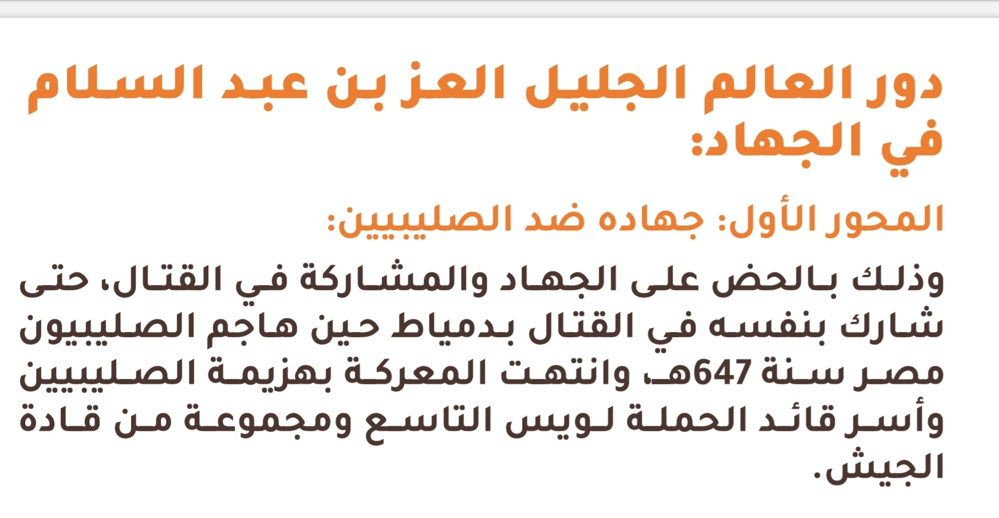 دور العالم الجليل العز بن عبد السلام
في الجهاد:
المحور الأول: جهاده ضد الصليبيين:
وذلك بالحض على الجهاد والمشاركة في القتال، حتى
شارك بنفسه في القتال بدمياط حين هاجم الصليبيون
مصر سنة 647هـ، وانتهت المعركة بهزيمة الصليبيين
وأسر قائد الحملة لويس التاسع ومجموعة من قادة
الجيش.